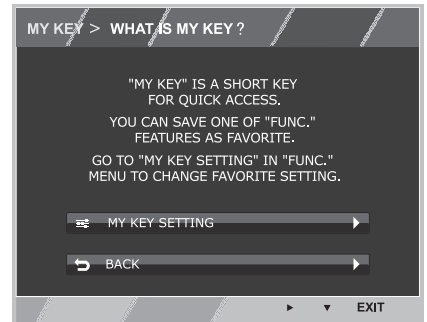 MY KEY > WHAT IS MY KEY ?
"MY KEY" IS A SHORT KEY
FOR QUICK ACCESS.
YOU CAN SAVE ONE OF "FUNC."
FEATURES AS FAVORITE.
GO TO "MY KEY SETTING" IN "FUNC."
MENU TO CHANGE FAVORITE SETTING.
MY KEY SETTING
BACK
EXIT